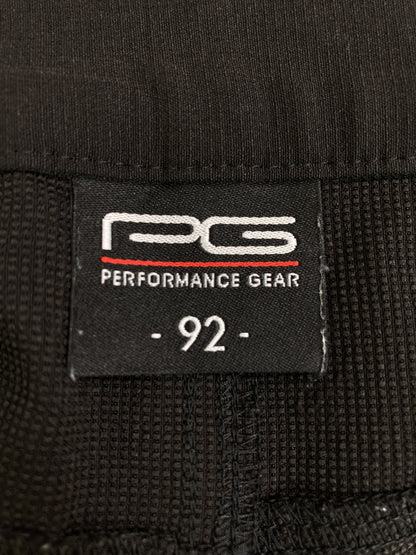 PG
PERFORMANCE GEAR
- 92 -